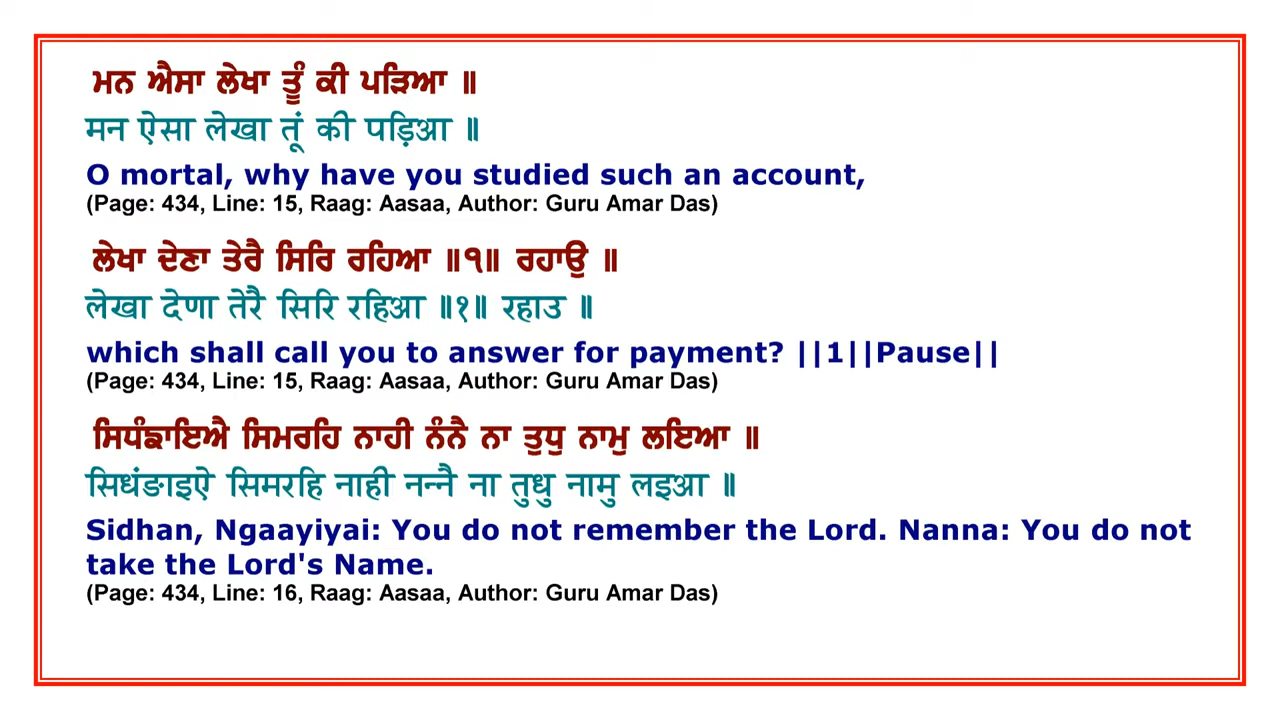 ਮਨ ਐਸਾ ਲੇਖਾ ਤੂੰ ਕੀ ਪੜਿਆ ॥
मन ऐसा लेखा तूं की पड़िआ ॥
O mortal, why have you studied such an account,
(Page: 434, Line: 15, Raag: Aasaa, Author: Guru Amar Das)
ਲੇਖਾ ਦੇਣਾ ਤੇਰੈ ਸਿਰਿ ਰਹਿਆ ॥੧॥ ਰਹਾਉ ॥
लेखा देणा तेरै सिरि रहिआ ॥१॥ रहाउ ॥
which shall call you to answer for payment? ||1||Pause||
(Page: 434, Line: 15, Raag: Aasaa, Author: Guru Amar Das)
ਸਿਧੰਙਾਇਐ ਸਿਮਰਹਿ ਨਾਹੀ ਨੰਨੈ ਨਾ ਤੁਧੁ ਨਾਮੁ ਲਇਆ ॥
सिधंङाइऐ सिमरहि नाही नन्नै ना तुधु नामु लइआ ॥
Sidhan, Ngaayiyai: You do not remember the Lord. Nanna: You do not
take the Lord's Name.
(Page: 434, Line: 16, Raag: Aasaa, Author: Guru Amar Das)